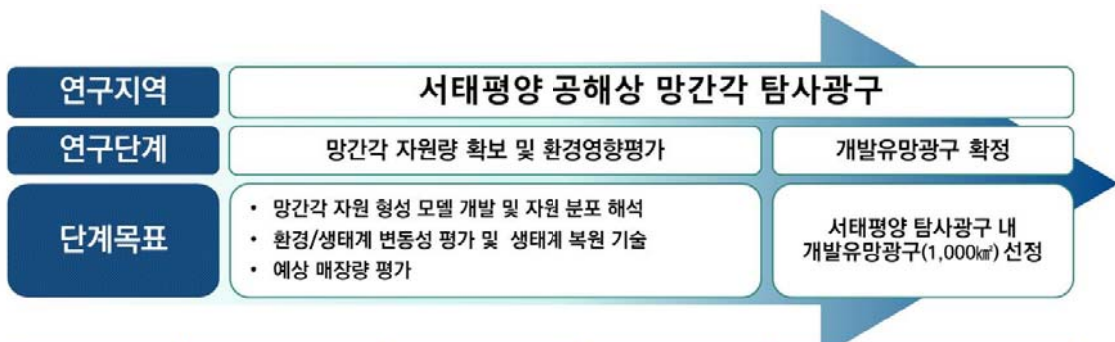 연구지역
서태평양 공해상 망간각 탐사광구
연구단계
망간각 자원량 확보 및 환경영향평가
개발유망광구 확정
단계목표
• 망간각 자원 형성 모델 개발 및 자원 분포 해석
• 환경/생태계 변동성 평가 및 생태계 복원 기술
• 예상 매장량 평가
서태평양 탐사광구 내
개발유망광구(1,000㎢) 선정